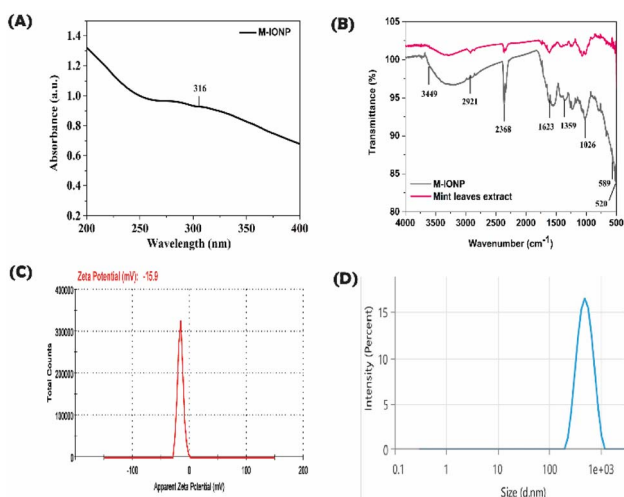 (A)
M-IONP
316
Absorbance (a.u.)
1.4
1.2
1.0
0.8
0.6
0.4
0.2
200
250
300
350
400
Wavelength (nm)
(B)
Transmittance (%)
105
100
95
90
85
80
3449
2921
2368
1623
1359
1026
589
520
M-IONP
Mint leaves extract
4000 3500 3000 2500 2000 1500 1000 500
Wavenumber (cm⁻¹)
(C)
Zeta Potential (mV): -15.9
Total Counts
400000
300000
200000
100000
0
-100
0
100
200
Apparent Zeta Potential (mV)
(D)
Intensity (Percent)
15
10
5
0
0.1
1
10
100
10³
Size (d.nm)